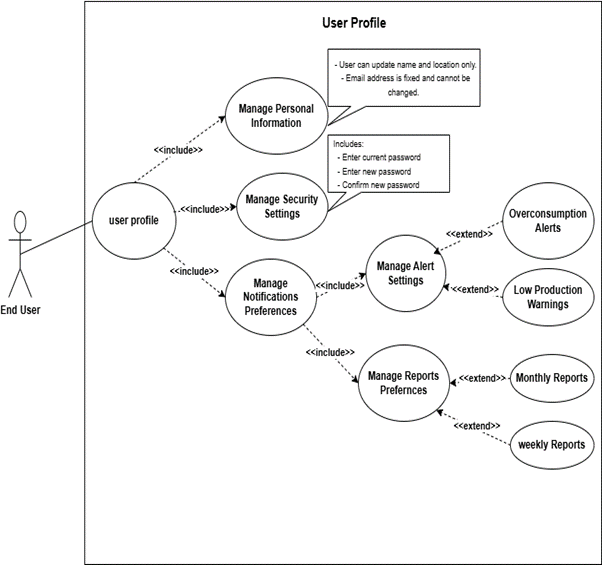 User Profile
- User can update name and location only.
- Email address is fixed and cannot be
changed.
Manage Personal
Information
<<include>>
Includes:
- Enter current password
- Enter new password
- Confirm new password
Manage Security
Settings
<<include>>
user profile
End User
<<include>>
Manage
Notifications
Preferences
<<include>>
Manage Alert
Settings
<<extend>>
Overconsumption
Alerts
<<extend>>
Low Production
Warnings
<<include>>
Manage Reports
Prefernces
<<extend>>
Monthly Reports
<<extend>>
weekly Reports